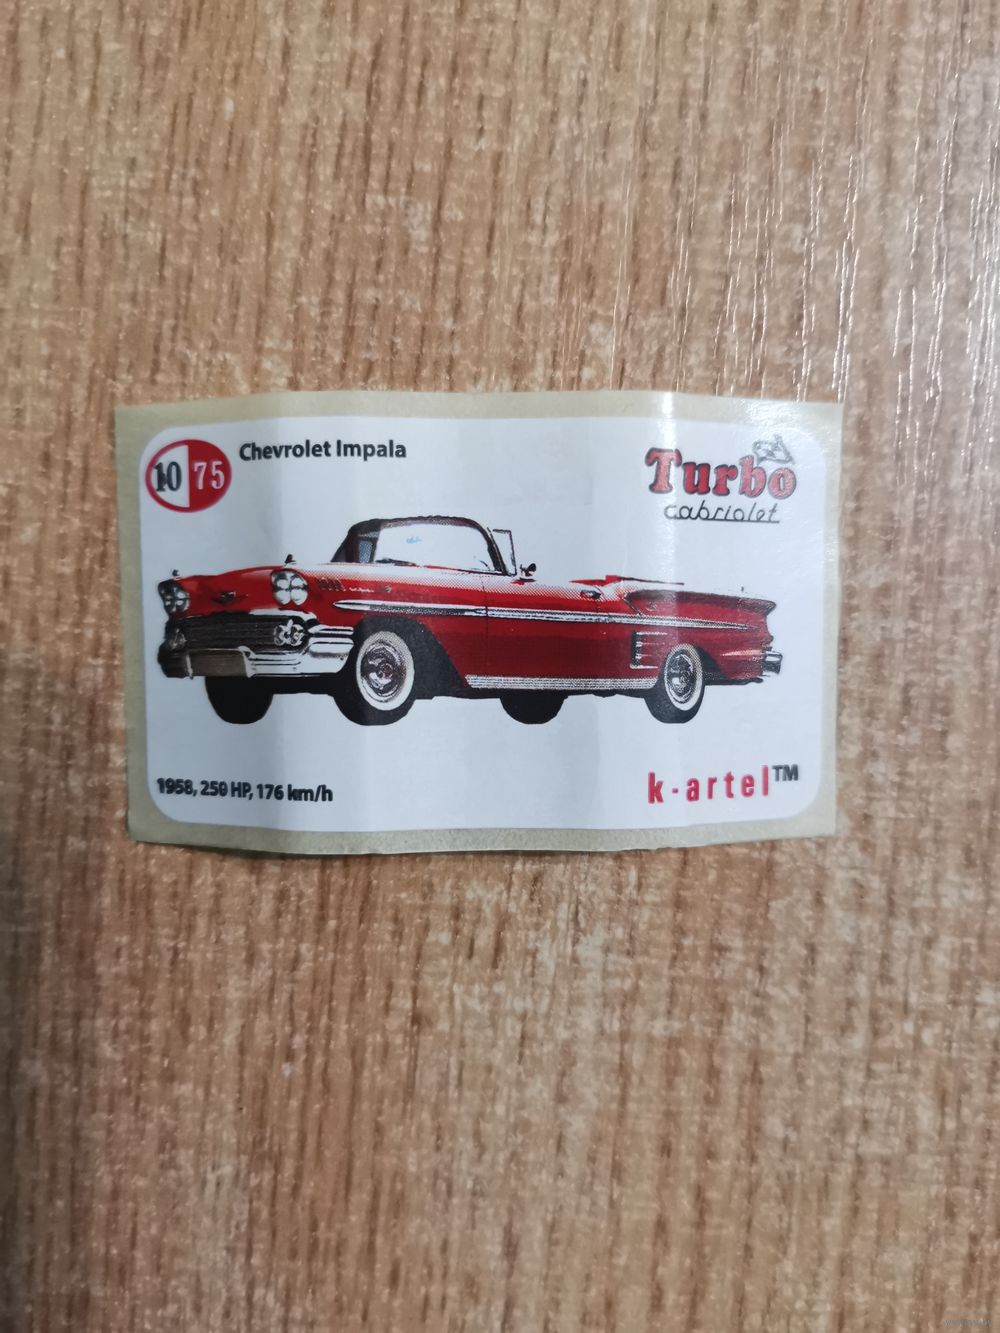 10 75
Chevrolet Impala
Turbo
cabriolet
1958, 250 HP, 176 km/h
k-artel™